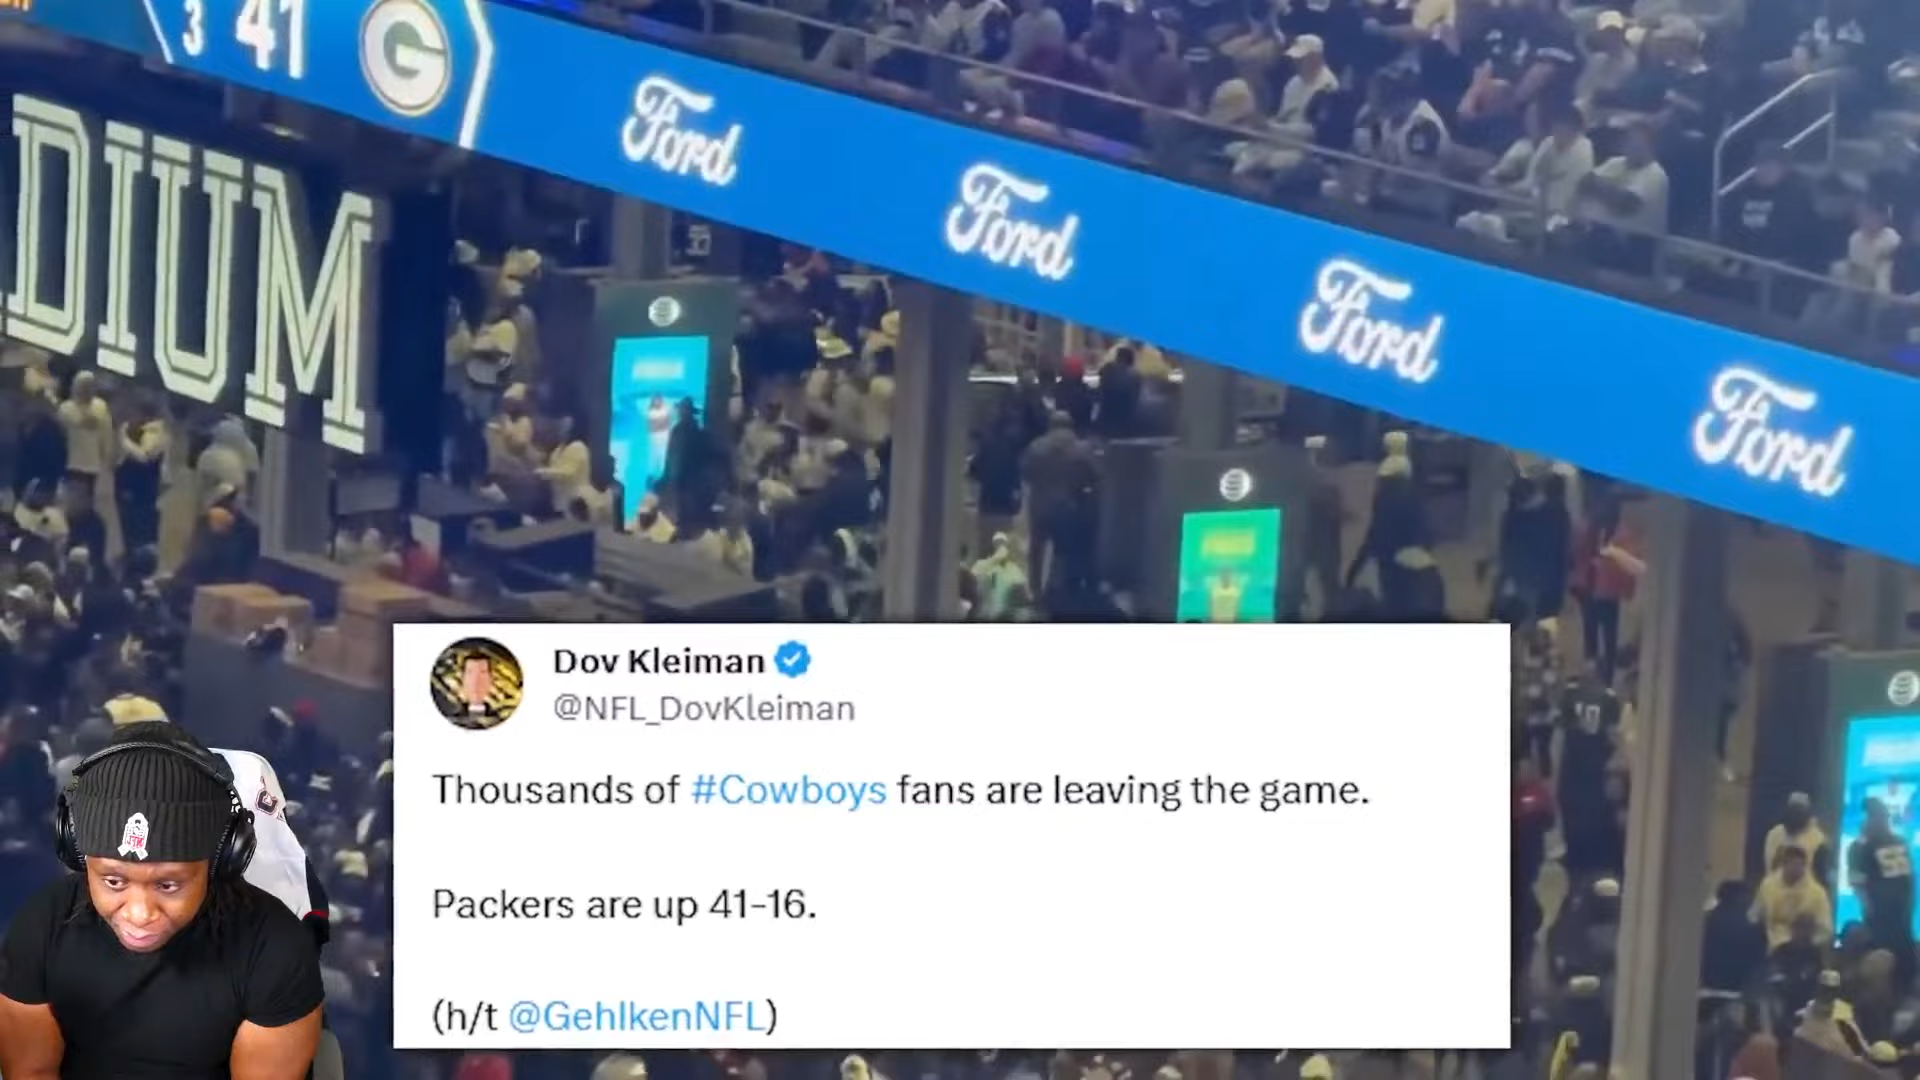 3 41
G
Ford
Ford
Ford
Ford
DIUM
Dov Kleiman
@NFL_DovKleiman
Thousands of #Cowboys fans are leaving the game.
Packers are up 41-16.
(h/t @GehlkenNFL)